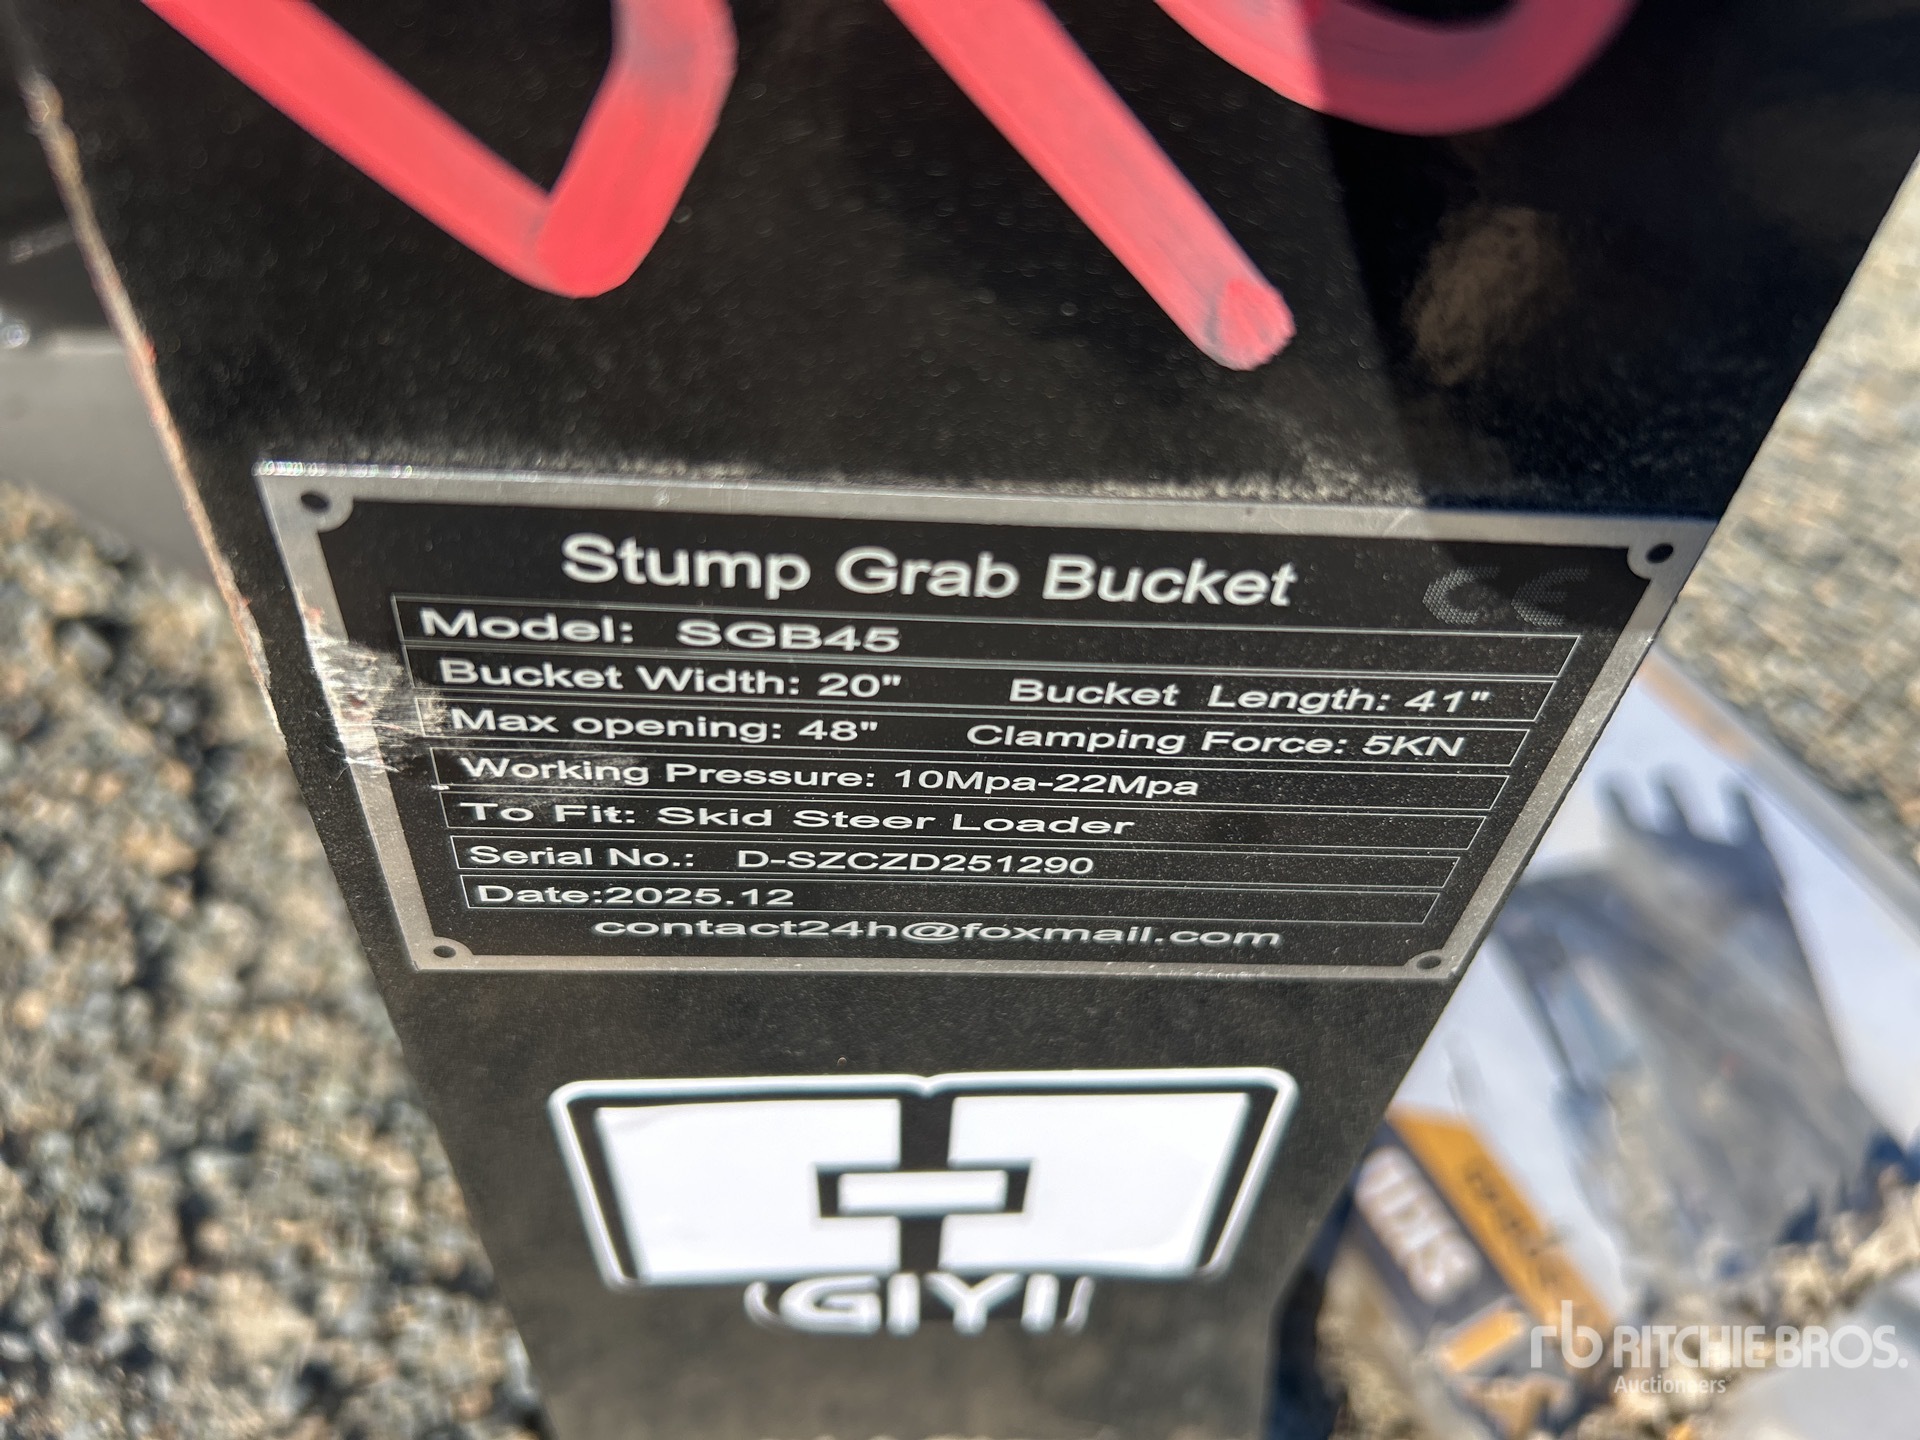 Stump Grab Bucket
CE
Model: SGB45
Bucket Width: 20" Bucket Length: 41"
Max opening: 48" Clamping Force: 5KN
Working Pressure: 10Mpa-22Mpa
To Fit: Skid Steer Loader
Serial No.: D-SZCZD251290
Date:2025.12
contact24h@foxmail.com
GIYI
rb RITCHIE BROS.
Auctioneers